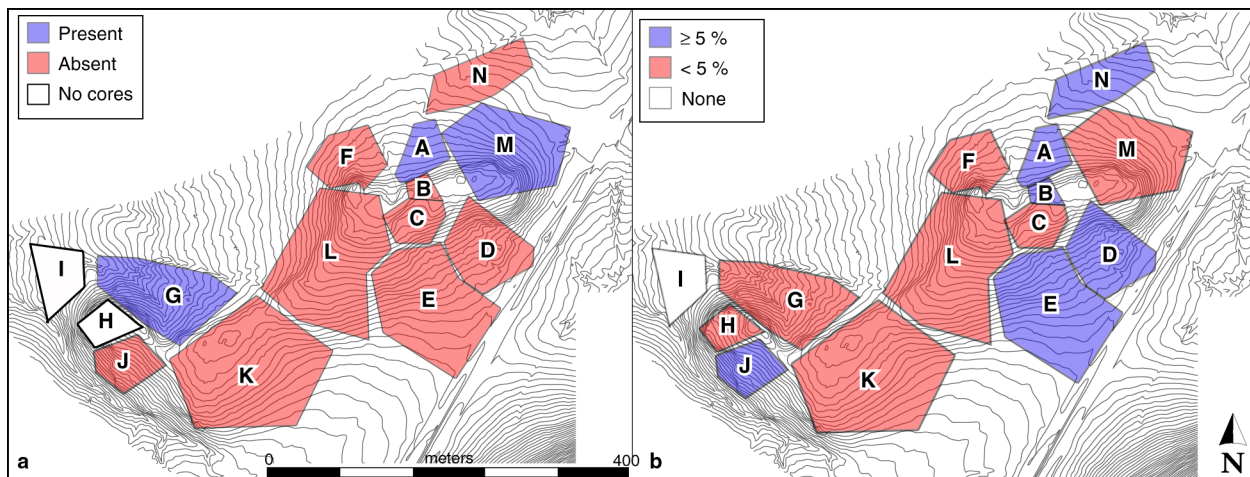 Present
Absent
No cores
N
A
M
F
B
C
L
D
I
G
E
H
J
K
a
0
meters
400
≥ 5 %
< 5 %
None
N
A
M
F
B
C
L
D
I
G
E
H
J
K
b
N